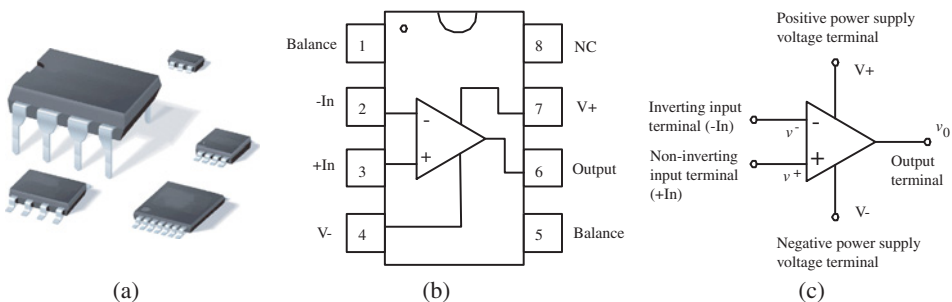 Balance
1
8
NC
-In
2
-
7
V+
+In
3
+
6
Output
V-
4
5
Balance
Positive power supply
voltage terminal
V+
Inverting input
terminal (-In)
v-
-
Non-inverting
input terminal
(+In)
v+
+
v0
Output
terminal
V-
Negative power supply
voltage terminal
(a)
(b)
(c)